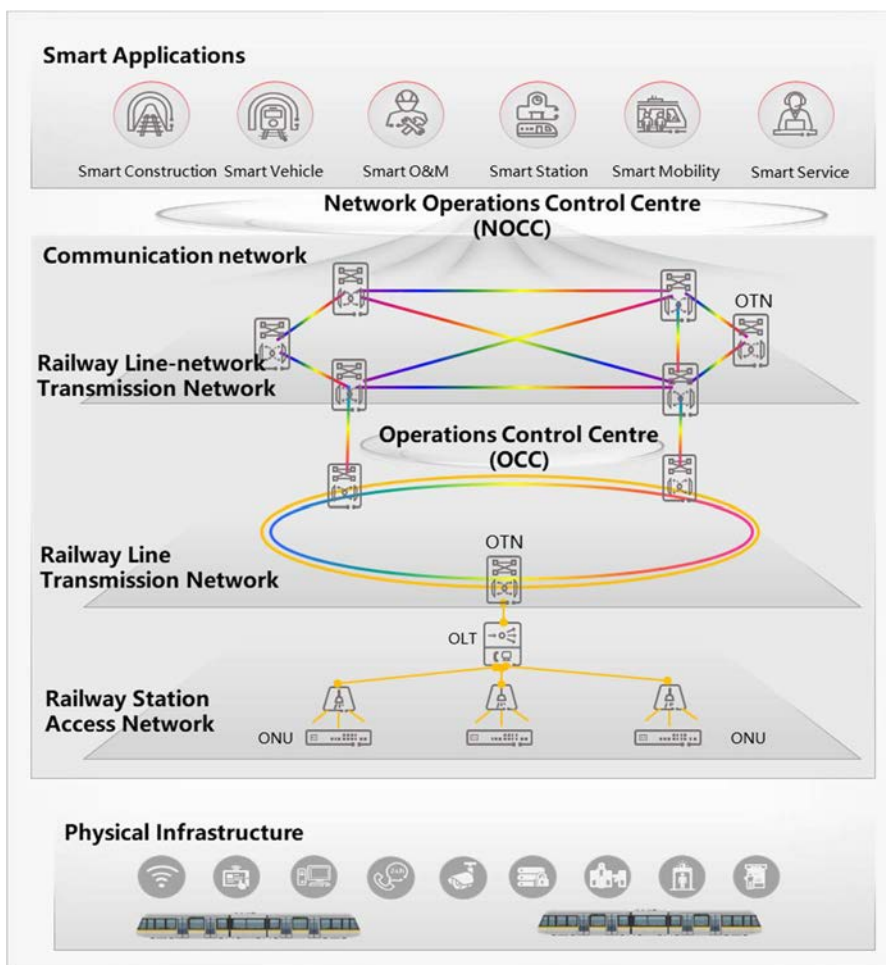 Smart Applications
Smart Construction
Smart Vehicle
Smart O&M
Smart Station
Smart Mobility
Smart Service
Network Operations Control Centre
(NOCC)
Communication network
OTN
Railway Line-network
Transmission Network
Operations Control Centre
(OCC)
Railway Line
Transmission Network
OTN
OLT
Railway Station
Access Network
ONU
ONU
Physical Infrastructure